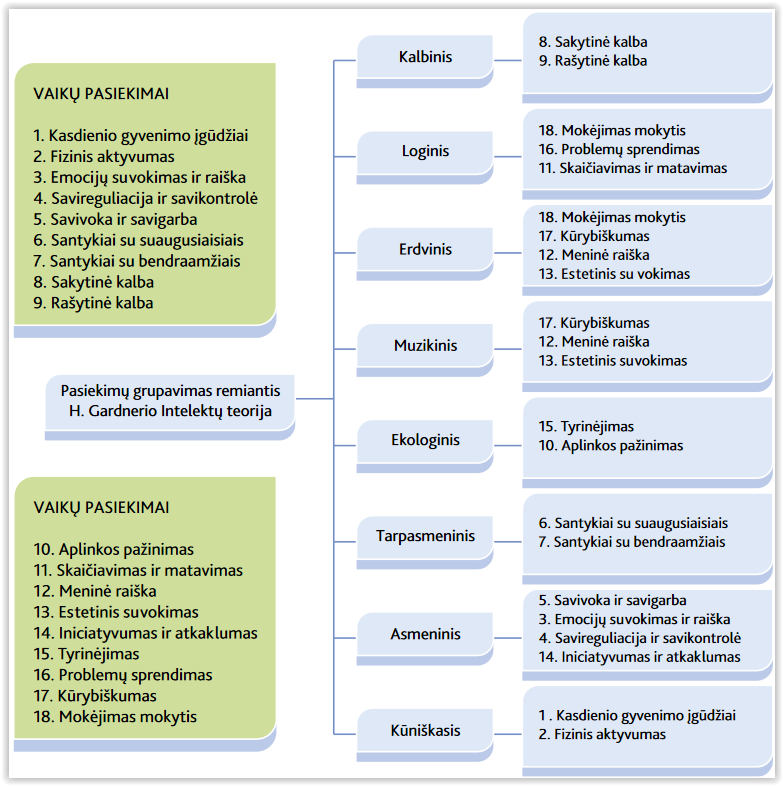 VAIKŲ PASIEKIMAI
1. Kasdienio gyvenimo įgūdžiai
2. Fizinis aktyvumas
3. Emocijų suvokimas ir raiška
4. Savireguliacija ir savikontrolė
5. Savivoka ir savigarba
6. Santykiai su suaugusiaisiais
7. Santykiai su bendraamžiais
8. Sakytinė kalba
9. Rašytinė kalba
Pasiekimų grupavimas remiantis
H. Gardnerio Intelektų teorija
VAIKŲ PASIEKIMAI
10. Aplinkos pažinimas
11. Skaičiavimas ir matavimas
12. Meninė raiška
13. Estetinis suvokimas
14. Iniciatyvumas ir atkaklumas
15. Tyrinėjimas
16. Problemų sprendimas
17. Kūrybiškumas
18. Mokėjimas mokytis
Kalbinis
8. Sakytinė kalba
9. Rašytinė kalba
Loginis
18. Mokėjimas mokytis
16. Problemų sprendimas
11. Skaičiavimas ir matavimas
Erdvinis
18. Mokėjimas mokytis
17. Kūrybiškumas
12. Meninė raiška
13. Estetinis su vokimas
Muzikinis
17. Kūrybiškumas
12. Meninė raiška
13. Estetinis suvokimas
Ekologinis
15. Tyrinėjimas
10. Aplinkos pažinimas
Tarpasmeninis
6. Santykiai su suaugusiaisiais
7. Santykiai su bendraamžiais
Asmeninis
5. Savivoka ir savigarba
3. Emocijų suvokimas ir raiška
4. Savireguliacija ir savikontrolė
14. Iniciatyvumas ir atkaklumas
Kūniškasis
1 . Kasdienio gyvenimo įgūdžiai
2. Fizinis aktyvumas